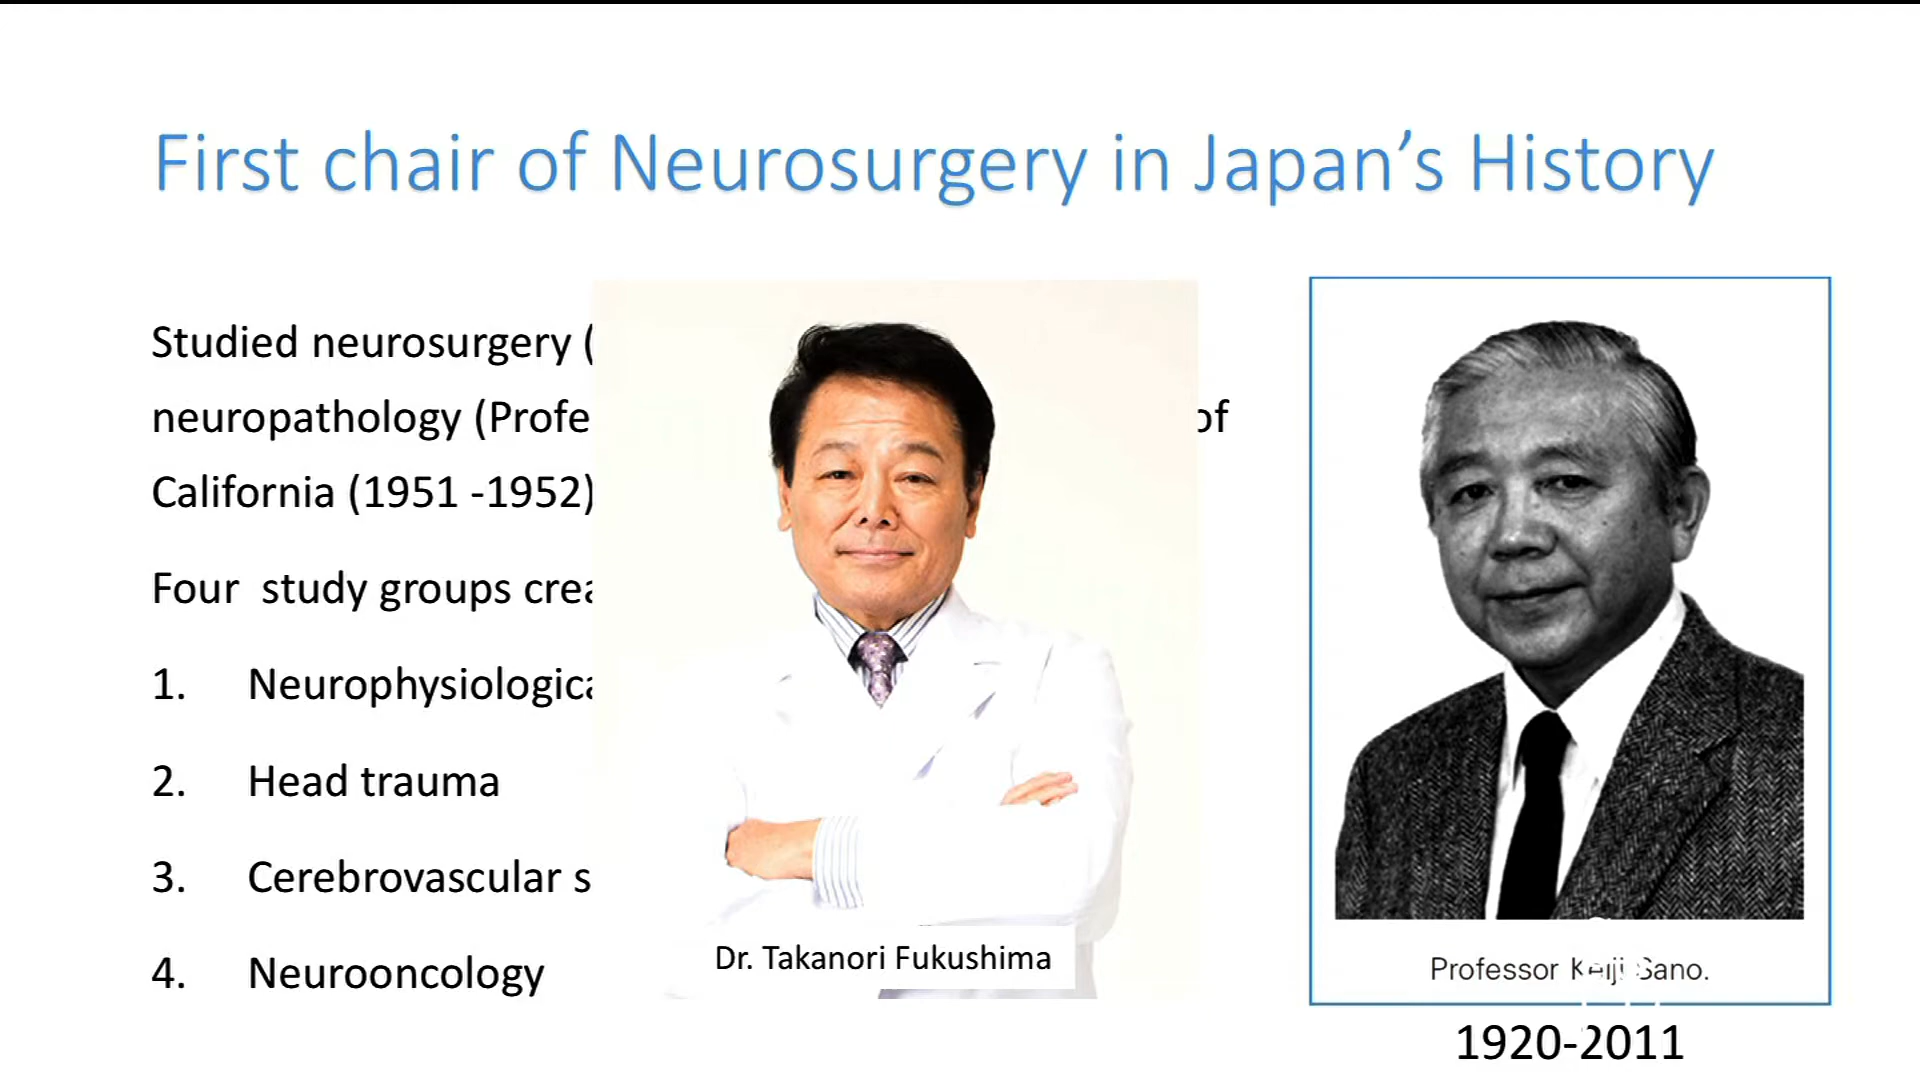 First chair of Neurosurgery in Japan's History
Studied neurosurgery (
neuropathology (Profe
of
California (1951 -1952)
Four study groups crea
1. Neurophysiologica
2. Head trauma
3. Cerebrovascular s
4. Neurooncology
Dr. Takanori Fukushima
Professor Keiji Sano.
1920-2011